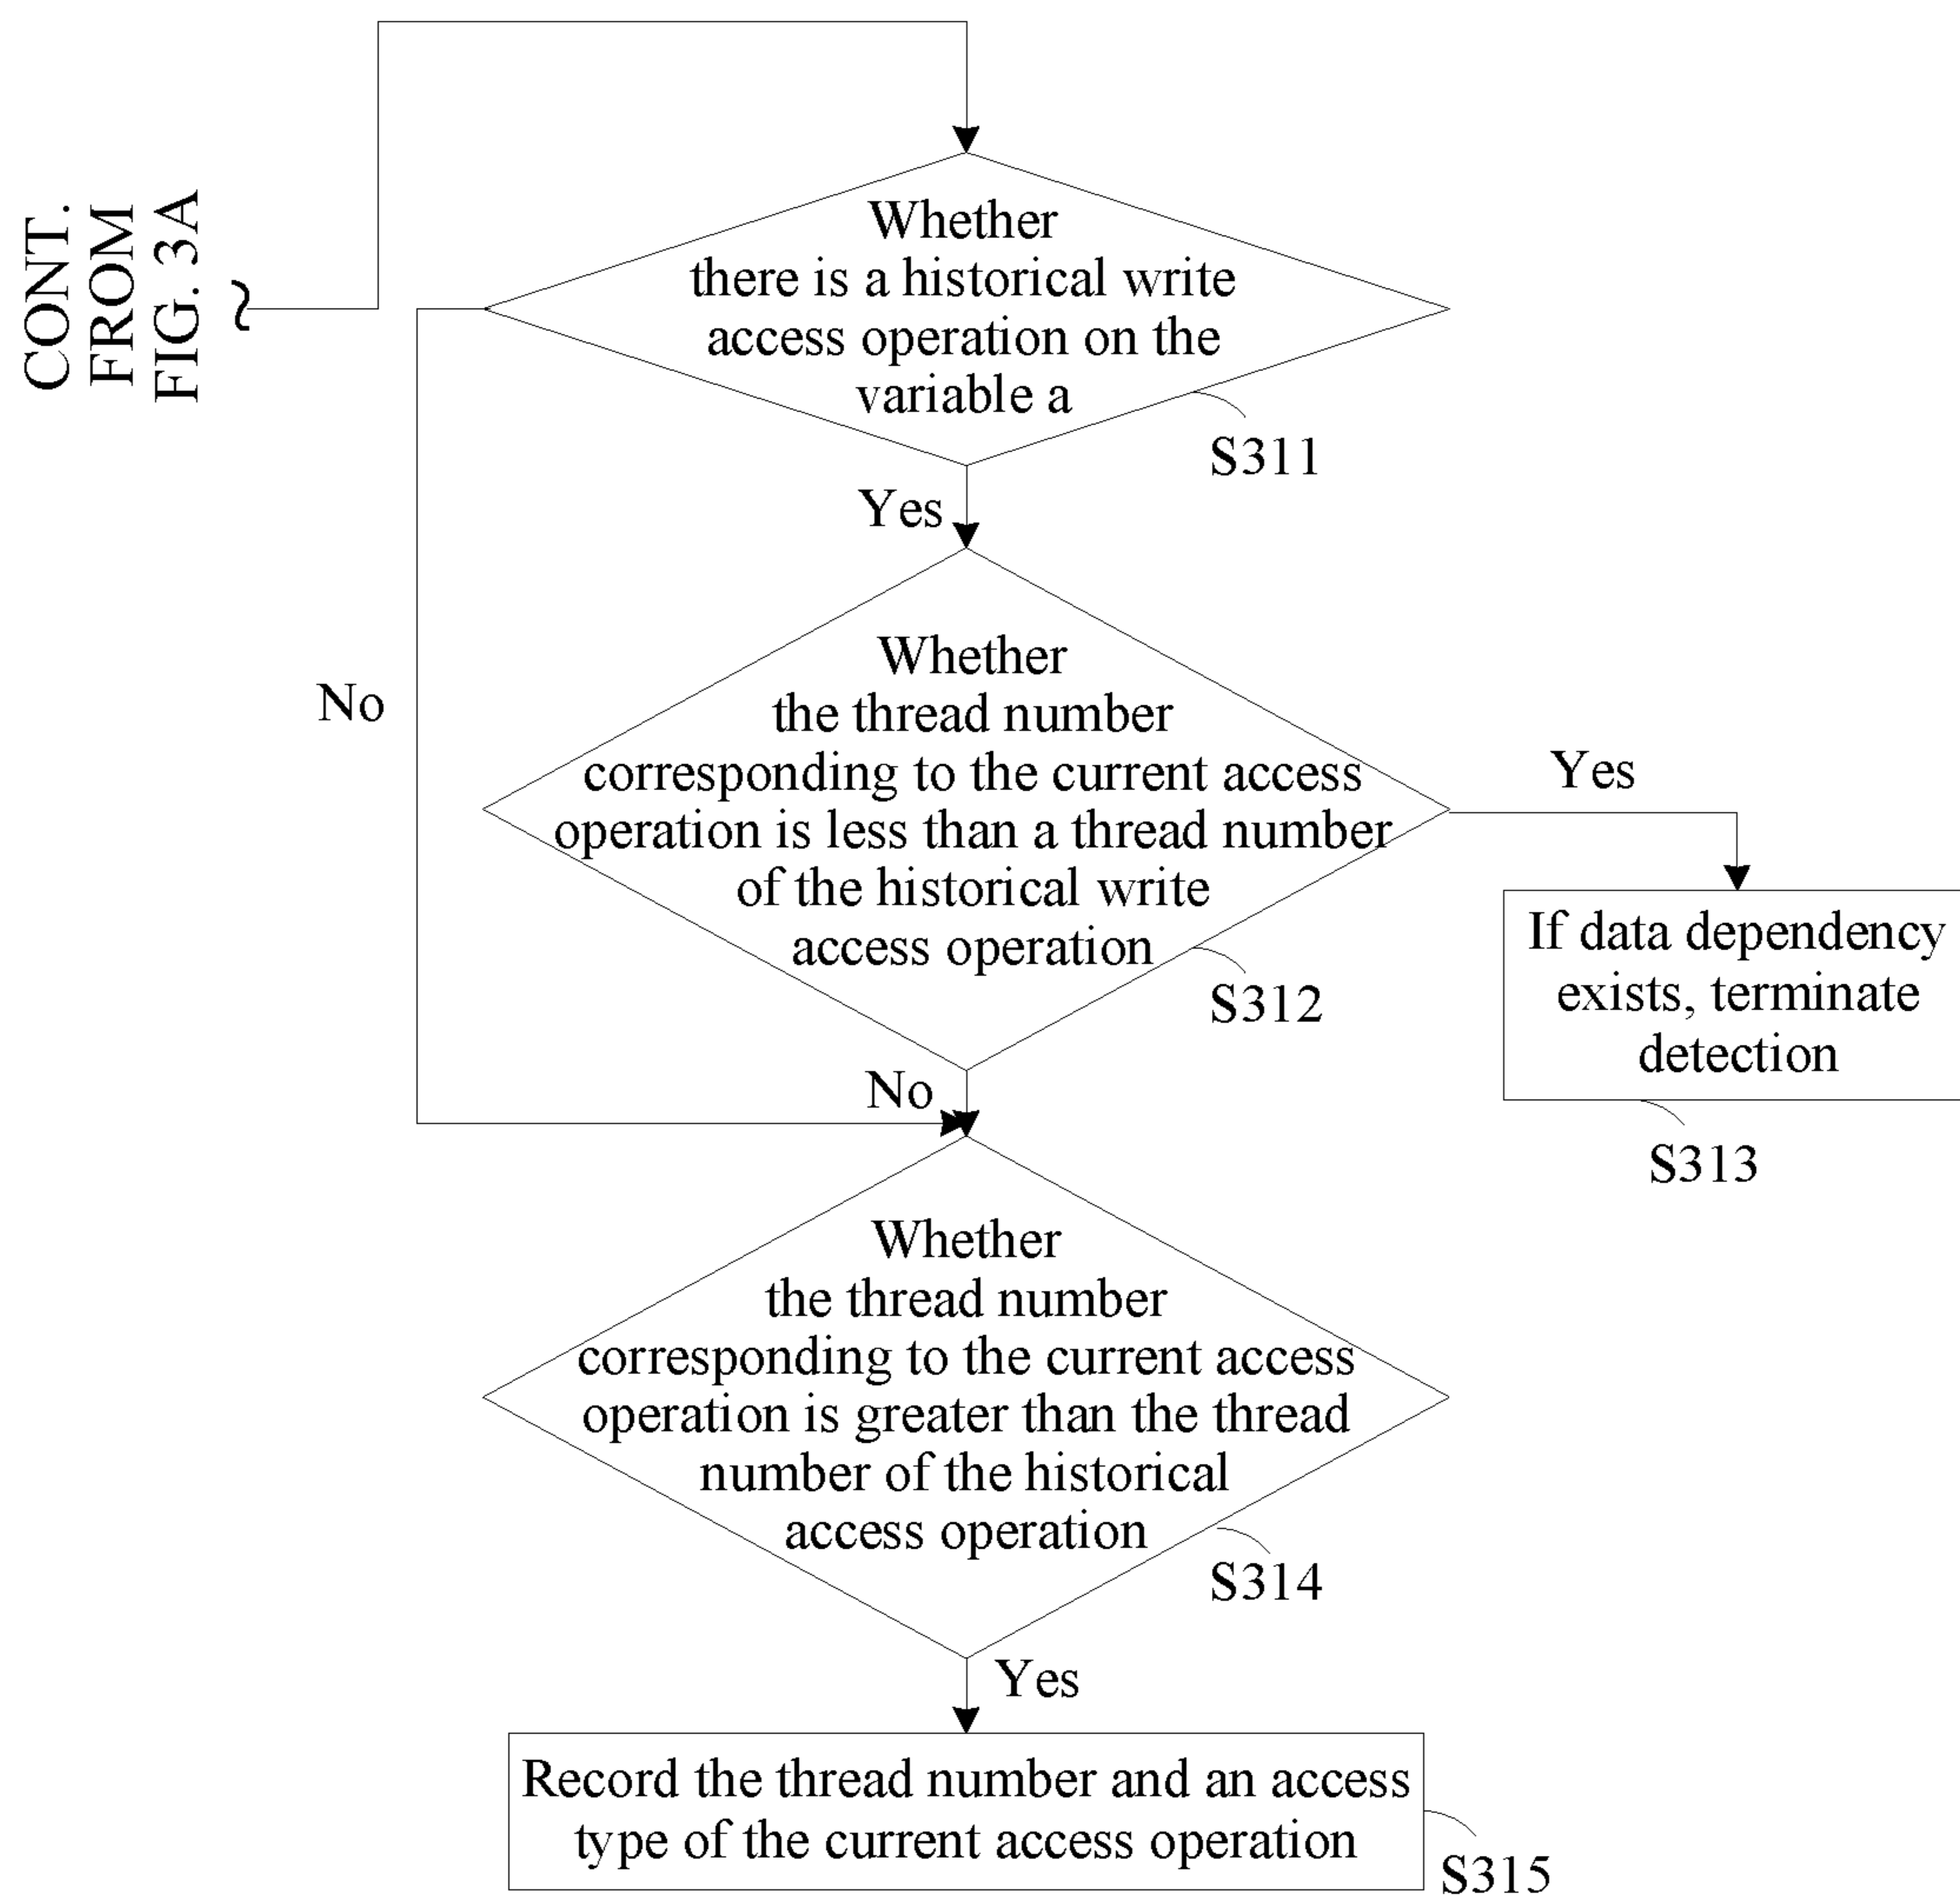 CONT.
FROM
FIG. 3A
Whether
there is a historical write
access operation on the
variable a
S311
Yes
Whether
the thread number
corresponding to the current access
operation is less than a thread number
of the historical write
access operation
S312
No
Yes
If data dependency
exists, terminate
detection
S313
No
Whether
the thread number
corresponding to the current access
operation is greater than the thread
number of the historical
access operation
S314
Yes
Record the thread number and an access
type of the current access operation
S315